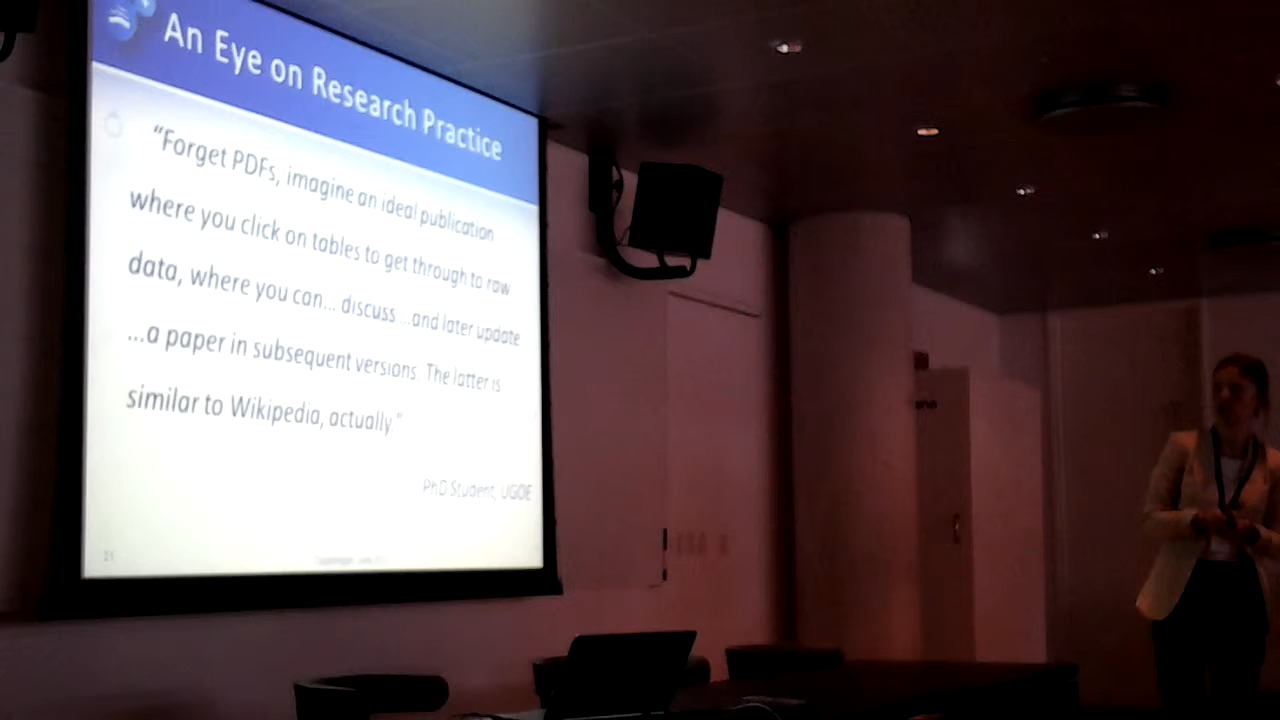 An Eye on Research Practice
“Forget PDFs, imagine an ideal publication
where you click on tables to get through to raw
data, where you can... discuss ...and later update
...a paper in subsequent versions. The latter is
similar to Wikipedia, actually.”
PhD Student, UGOE